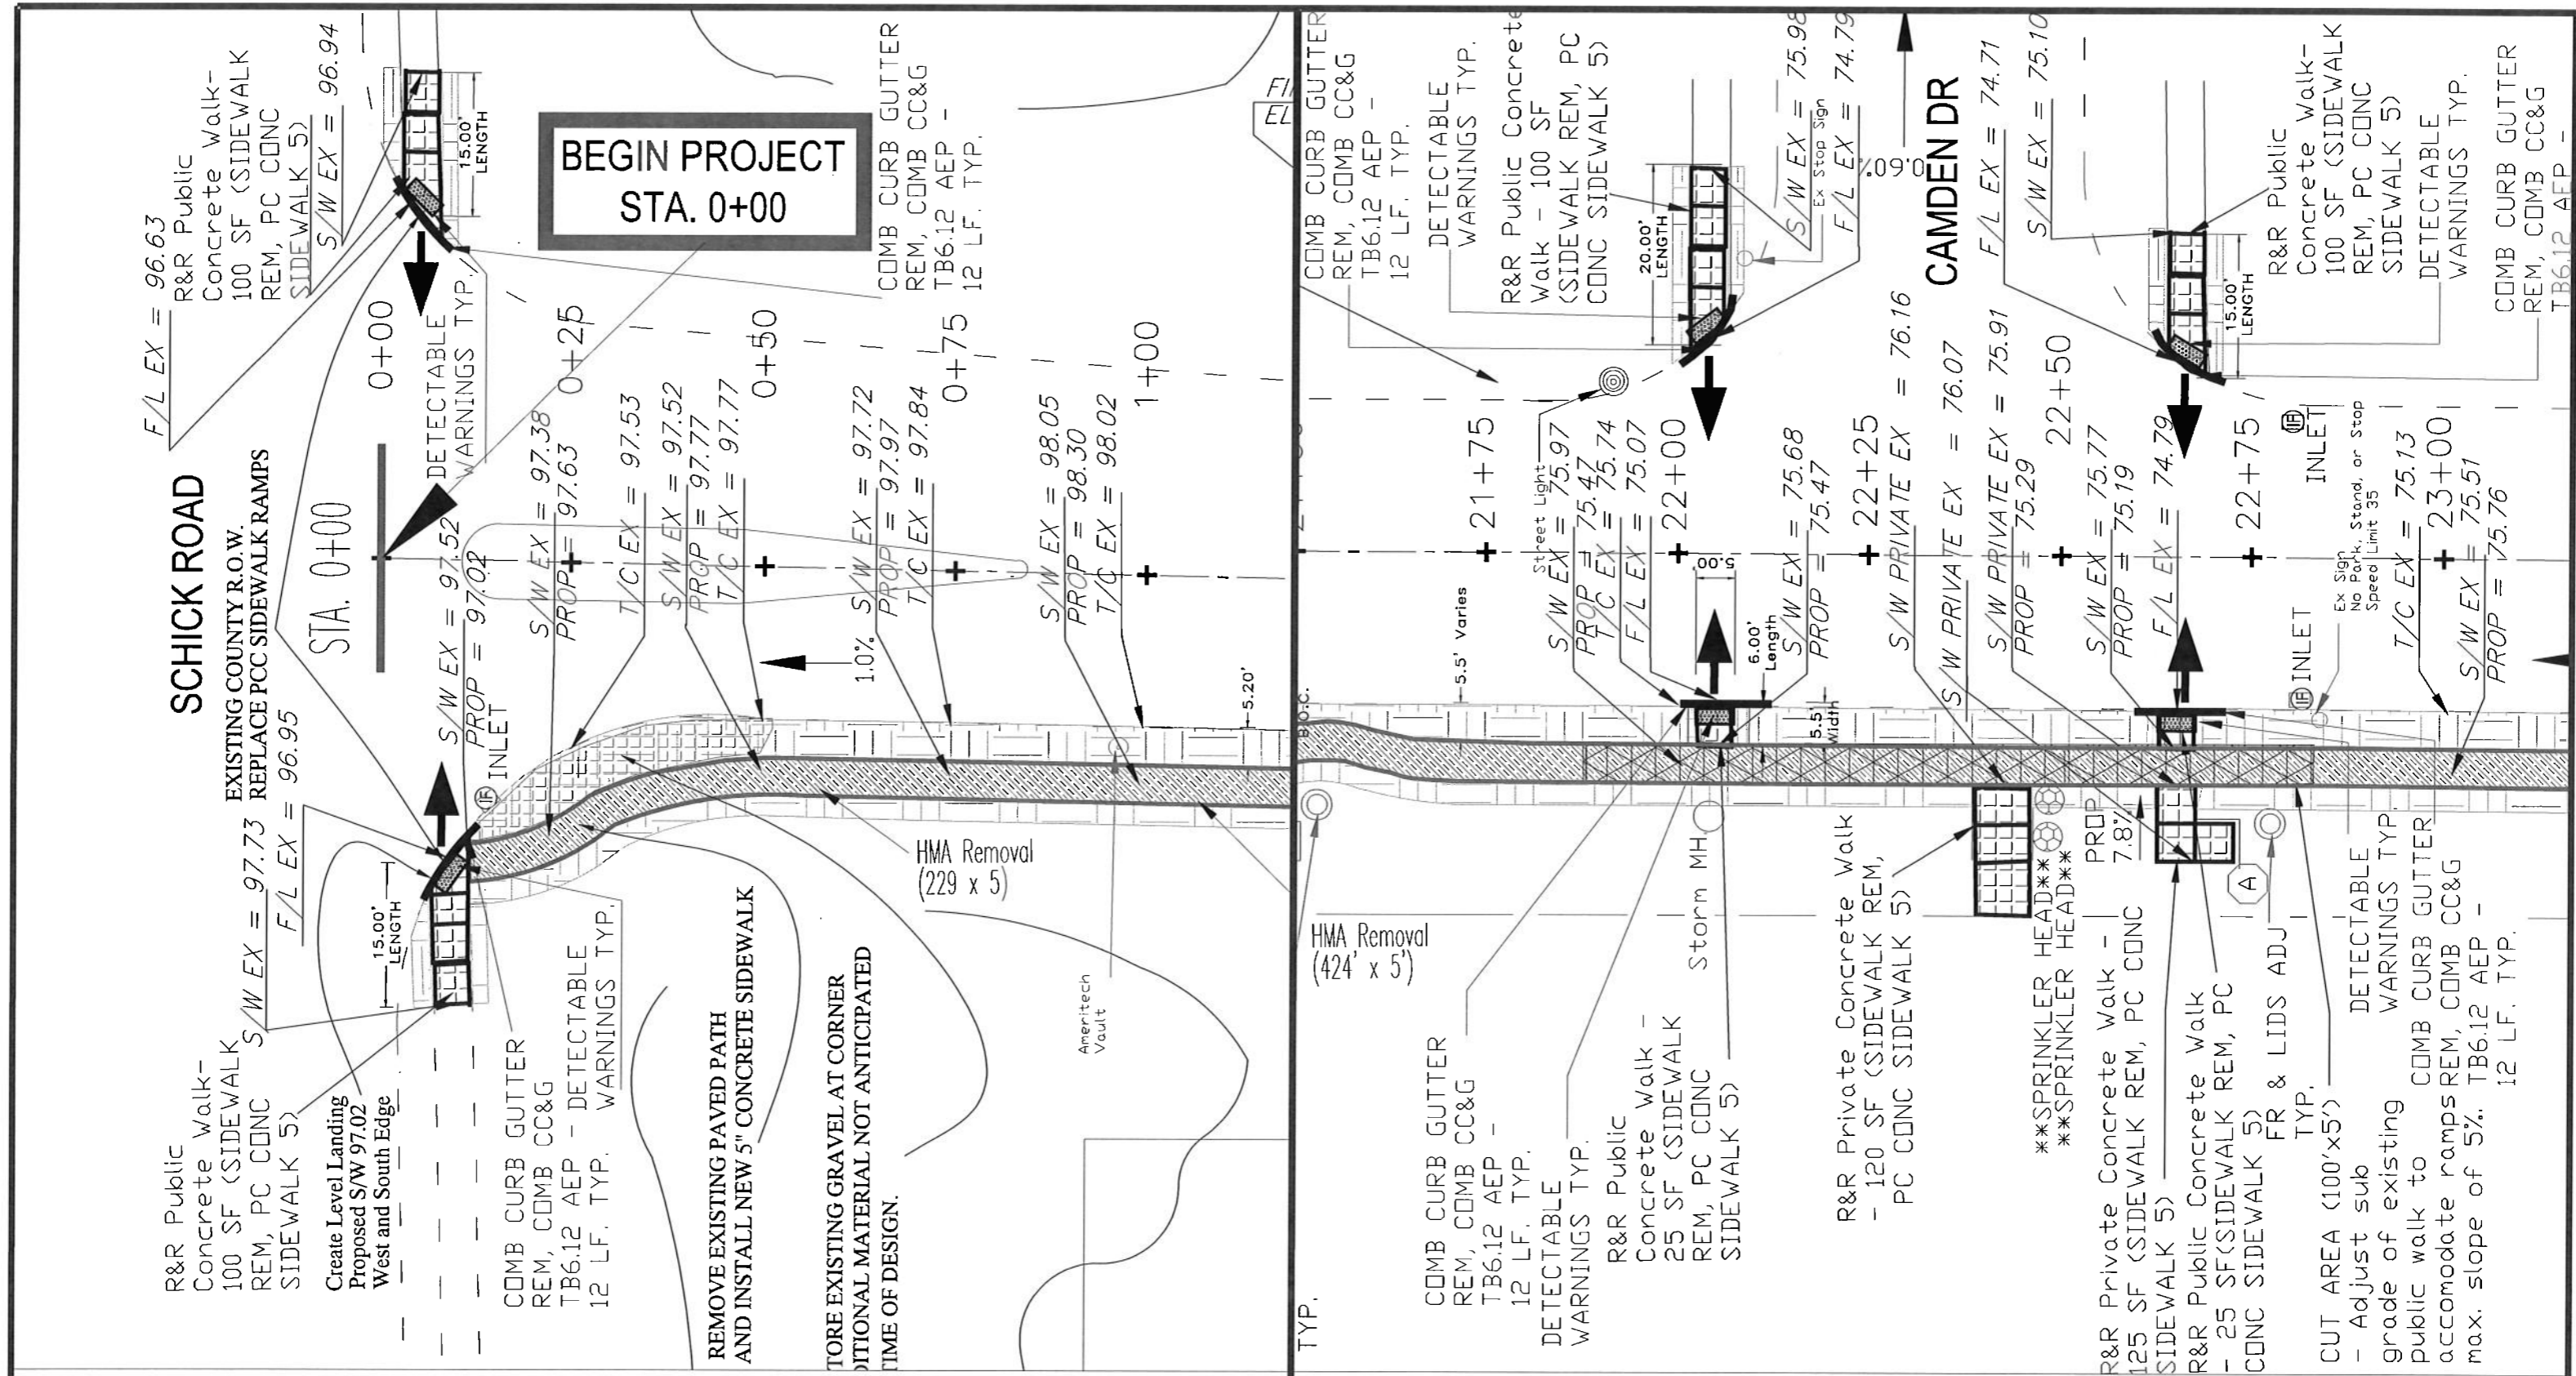 SCHICK ROAD
EXISTING COUNTY R.O.W.
REPLACE PCC SIDEWALK RAMPS
F/L EX = 96.63
R&R Public
Concrete Walk-
100 SF (SIDEWALK
REM, PC CONC
SIDEWALK 5)
S/W EX = 96.94
15.00'
LENGTH
BEGIN PROJECT
STA. 0+00
COMB CURB GUTTER
REM, COMB CC&G
TB6.12 AEP -
12 LF. TYP.
DETECTABLE
WARNINGS TYP.
STA. 0+00
0+00
0+25
0+50
0+75
1+00
S/W EX = 97.52
PROP = 97.02
S/W EX = 97.38
PROP = 97.63
T/C EX = 97.53
S/W EX = 97.52
PROP = 97.77
T/C EX = 97.77
S/W EX = 97.72
PROP = 97.97
T/C EX = 97.84
S/W EX = 98.05
PROP = 98.30
T/C EX = 98.02
1.0%
5.20'
INLET
S/W EX = 97.73
F/L EX = 96.95
15.00'
LENGTH
R&R Public
Concrete Walk-
100 SF (SIDEWALK
REM, PC CONC
SIDEWALK 5)
Create Level Landing
Proposed S/W 97.02
West and South Edge
COMB CURB GUTTER
REM, COMB CC&G
TB6.12 AEP - DETECTABLE
12 LF. TYP. WARNINGS TYP.
HMA Removal
(229 x 5)
REMOVE EXISTING PAVED PATH
AND INSTALL NEW 5" CONCRETE SIDEWALK
TORE EXISTING GRAVEL AT CORNER
DITIONAL MATERIAL NOT ANTICIPATED
TIME OF DESIGN.
Ameritech
Vault
COMB CURB GUTTER
REM, COMB CC&G
TB6.12 AEP -
12 LF. TYP.
DETECTABLE
WARNINGS TYP.
R&R Public Concrete
Walk - 100 SF
(SIDEWALK REM, PC
CONC SIDEWALK 5)
20.00'
LENGTH
S/W EX = 75.98
Ex Stop Sign
F/L EX = 74.79
0.60%
CAMDEN DR
F/L EX = 74.71
S/W EX = 75.10
R&R Public
Concrete Walk-
100 SF (SIDEWALK
REM, PC CONC
SIDEWALK 5)
DETECTABLE
WARNINGS TYP.
COMB CURB GUTTER
REM, COMB CC&G
TB6.12 AEP -
15.00'
LENGTH
Street Light
21+75
22+00
22+25
22+50
22+75
23+00
S/W EX = 75.97
PROP = 75.47
T/C EX = 75.74
F/L EX = 75.07
5.00'
6.00'
Length
S/W EX = 75.68
PROP = 75.47
S/W PRIVATE EX = 76.16
S/W PRIVATE EX = 76.07
S/W PRIVATE EX = 75.91
PROP = 75.29
S/W EX = 75.77
PROP = 75.19
F/L EX = 74.79
INLET
INLET
Ex Sign
No Park, Stand, or Stop
Speed Limit 35
T/C EX = 75.13
S/W EX = 75.51
PROP = 75.76
B.O.C.
5.5' Varies
5.5'
Width
HMA Removal
(424' x 5')
Storm MH
TYP.
COMB CURB GUTTER
REM, COMB CC&G
TB6.12 AEP -
12 LF. TYP.
DETECTABLE
WARNINGS TYP.
R&R Public
Concrete Walk -
25 SF (SIDEWALK
REM, PC CONC
SIDEWALK 5)
R&R Private Concrete Walk
- 120 SF (SIDEWALK REM,
PC CONC SIDEWALK 5)
**SPRINKLER HEAD**
**SPRINKLER HEAD**
PROP
7.8%
A
R&R Private Concrete Walk -
125 SF (SIDEWALK REM, PC CONC
SIDEWALK 5)
R&R Public Concrete Walk
- 25 SF(SIDEWALK REM, PC
CONC SIDEWALK 5)
FR & LIDS ADJ
TYP.
CUT AREA (100'x5')
- Adjust sub
grade of existing
public walk to
accomodate ramps
max. slope of 5%.
DETECTABLE
WARNINGS TYP.
COMB CURB GUTTER
REM, COMB CC&G
TB6.12 AEP -
12 LF. TYP.